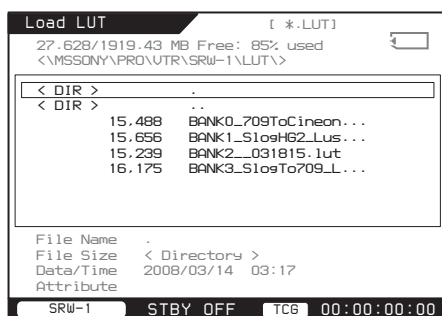 Load LUT [ *.LUT]
27.628/1919.43 MB Free: 85% used
<\MSSONY\PRO\VTR\SRW-1\LUT\>
< DIR > .
< DIR > ..
15,488 BANK0_709ToCineon...
15,656 BANK1_SlogHG2_Lus...
15,239 BANK2__031815.lut
16,175 BANK3_SlogTo709_L...
File Name .
File Size < Directory >
Data/Time 2008/03/14 03:17
Attribute
SRW-1 STBY OFF TCG 00:00:00:00